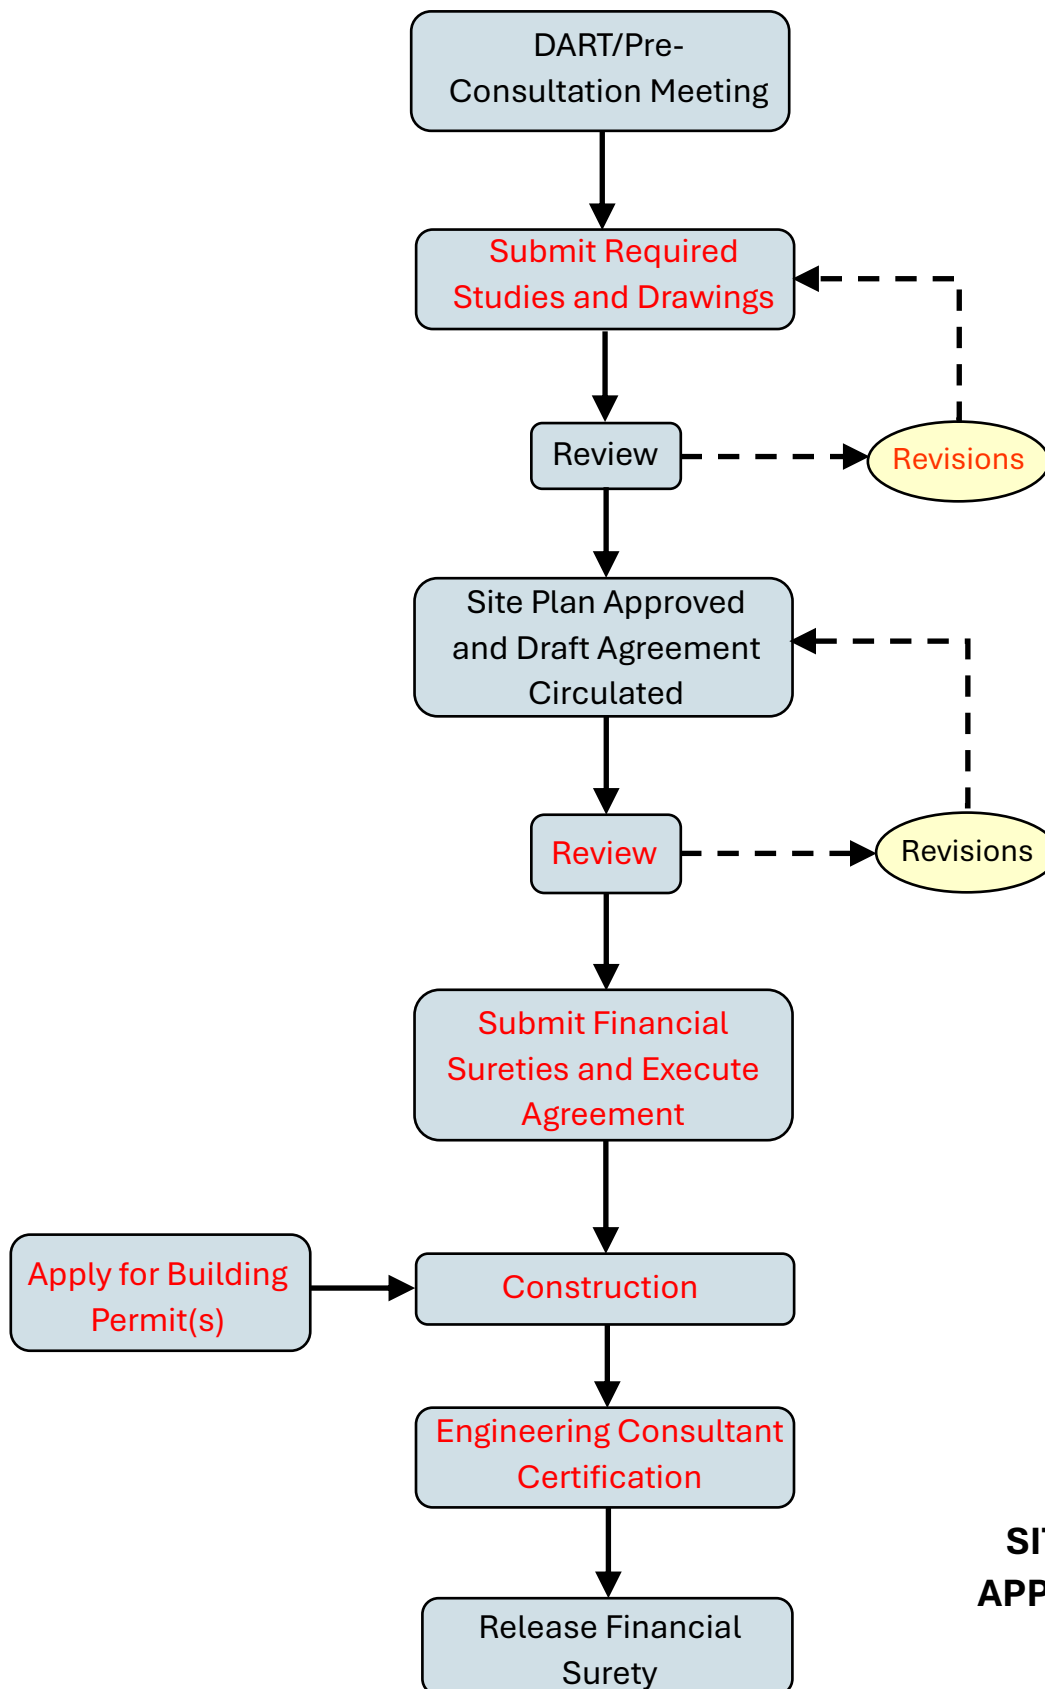 DART/Pre-
Consultation Meeting
Submit Required
Studies and Drawings
Review
Revisions
Site Plan Approved
and Draft Agreement
Circulated
Review
Revisions
Submit Financial
Sureties and Execute
Agreement
Apply for Building
Permit(s)
Construction
Engineering Consultant
Certification
Release Financial
Surety